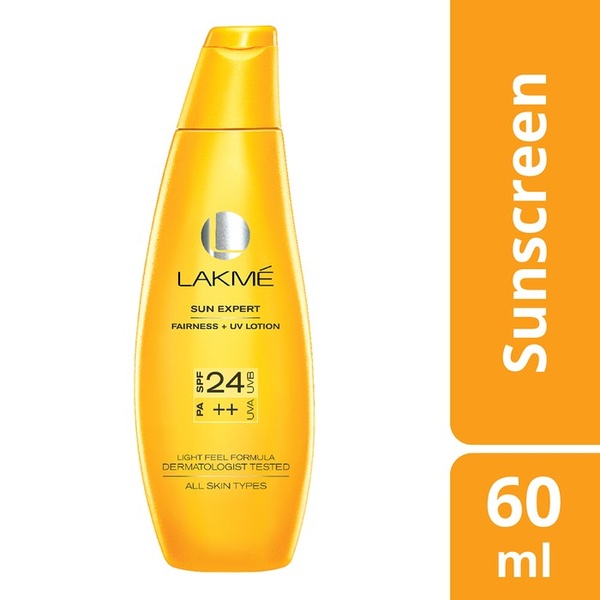 LAKMÉ
SUN EXPERT
FAIRNESS + UV LOTION
SPF 24 UVB
PA ++ UVA
LIGHT FEEL FORMULA
DERMATOLOGIST TESTED
ALL SKIN TYPES
Sunscreen
60
ml